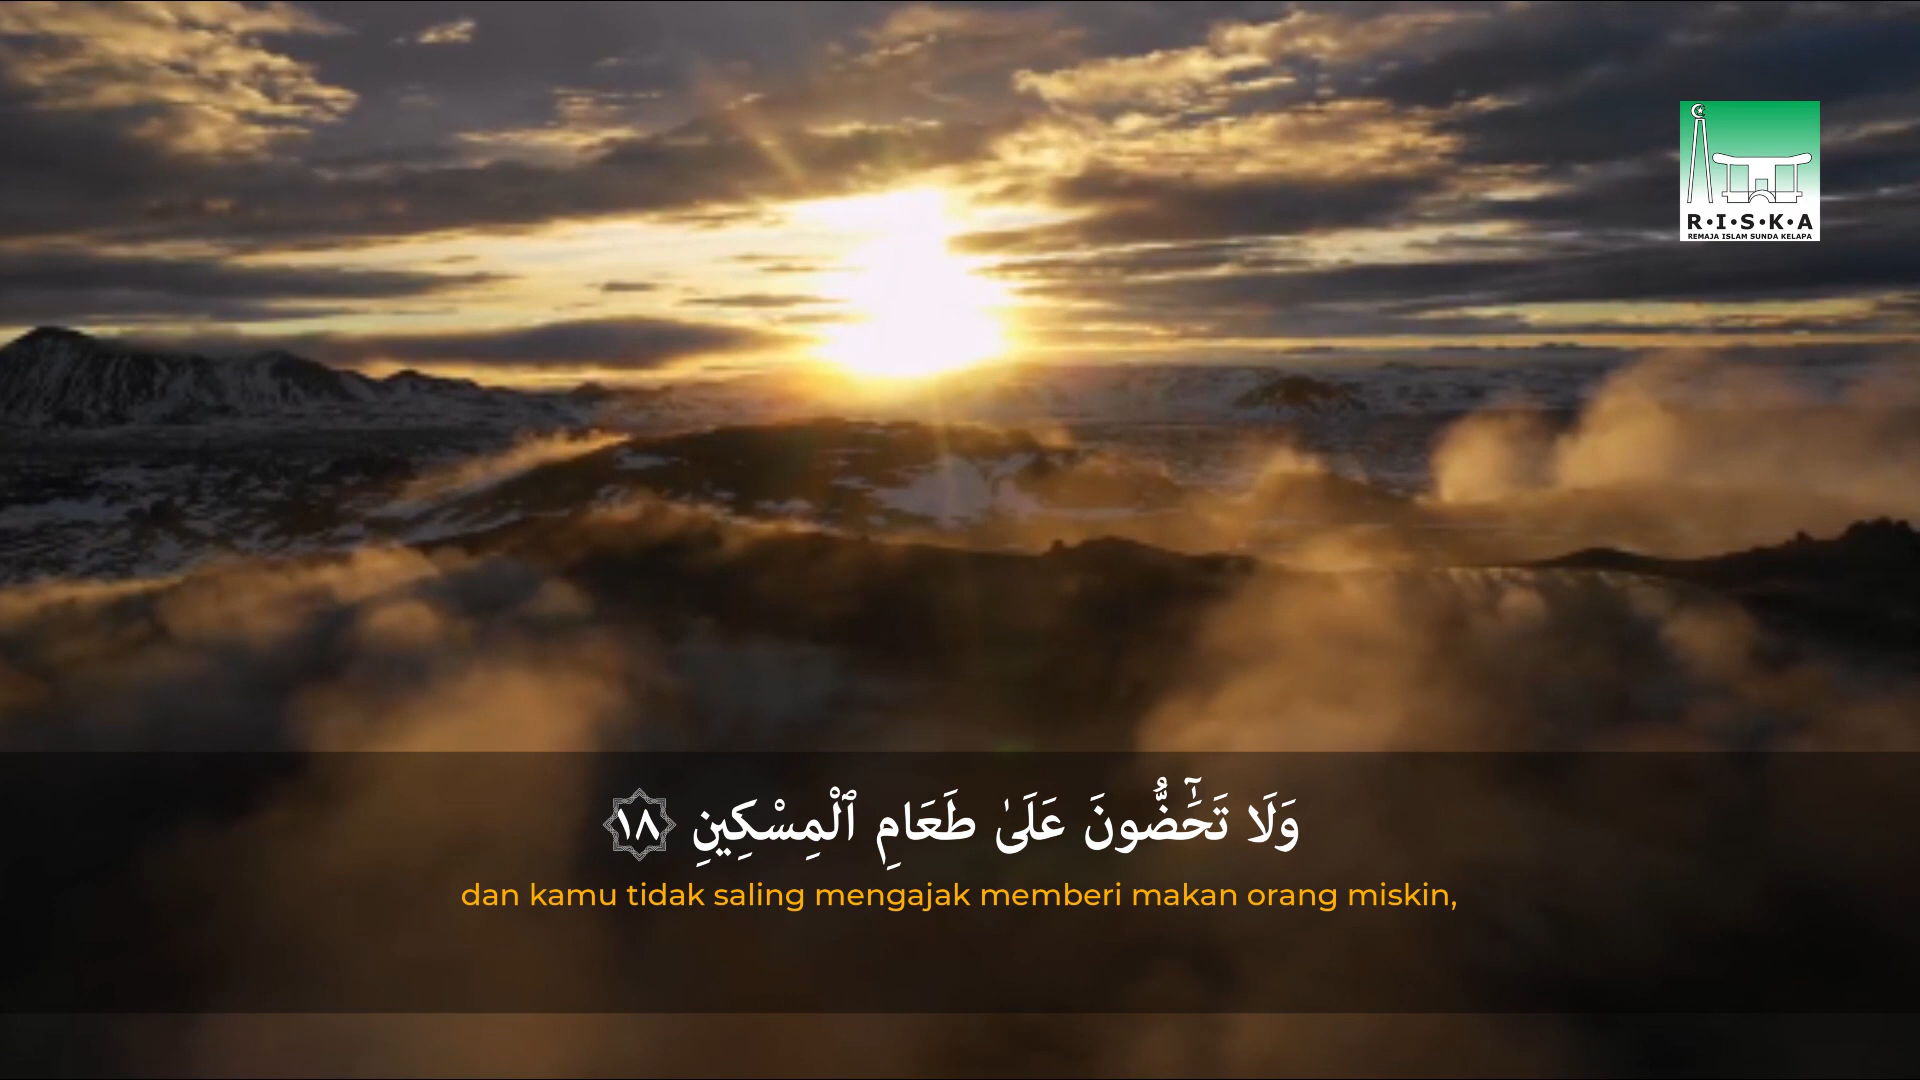 R·I·S·K·A
REMAJA ISLAM SUNDA KELAPA
وَلَا تَحَٰٓضُّونَ عَلَىٰ طَعَامِ ٱلْمِسْكِينِ ١٨
dan kamu tidak saling mengajak memberi makan orang miskin,